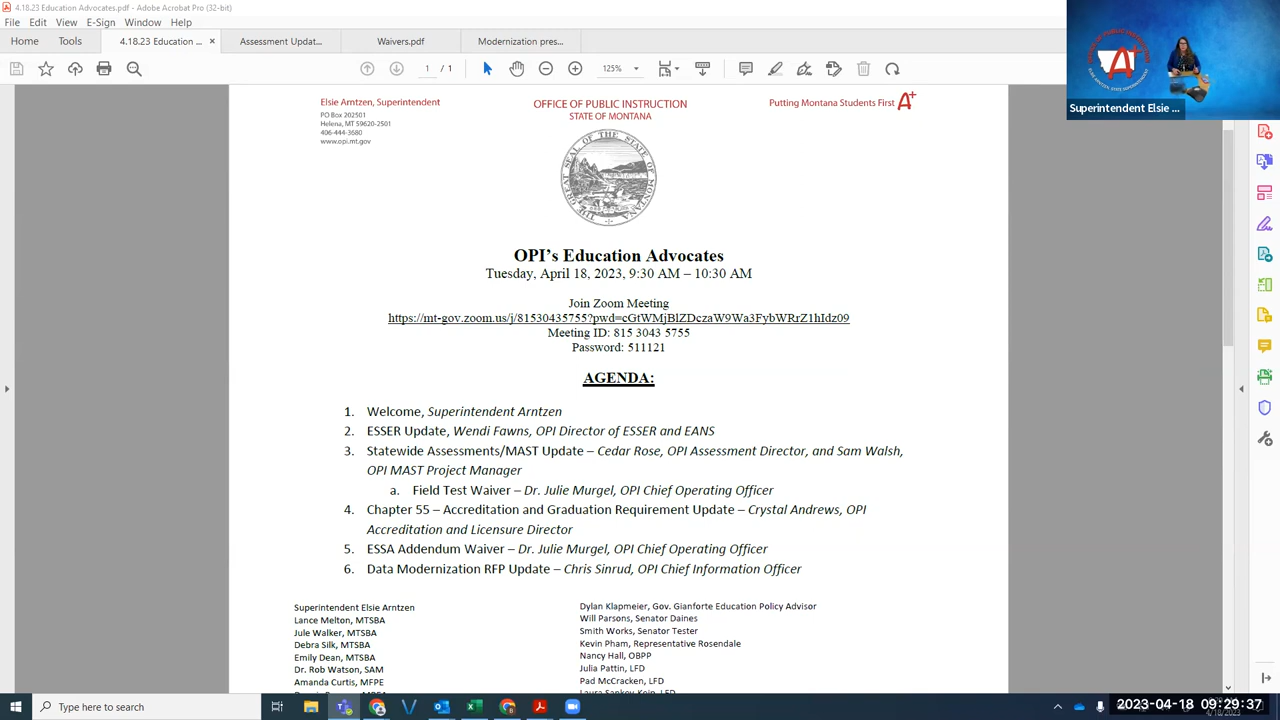 4.18.23 Education Advocates.pdf - Adobe Acrobat Pro (32-bit)
File Edit View E-Sign Window Help
Home Tools 4.18.23 Education ... × Assessment Updat... Waivers.pdf Modernization pres...
1 / 1 125%
Superintendent Elsie ...
Elsie Arntzen, Superintendent
PO Box 202501
Helena, MT 59620-2501
406-444-3680
www.opi.mt.gov
OFFICE OF PUBLIC INSTRUCTION
STATE OF MONTANA
Putting Montana Students First A+
OPI's Education Advocates
Tuesday, April 18, 2023, 9:30 AM – 10:30 AM
Join Zoom Meeting
https://mt-gov.zoom.us/j/81530435755?pwd=cGtWMjBlZDczaW9Wa3FybWRrZ1hIdz09
Meeting ID: 815 3043 5755
Password: 511121
AGENDA:
1. Welcome, Superintendent Arntzen
2. ESSER Update, Wendi Fawns, OPI Director of ESSER and EANS
3. Statewide Assessments/MAST Update – Cedar Rose, OPI Assessment Director, and Sam Walsh,
OPI MAST Project Manager
a. Field Test Waiver – Dr. Julie Murgel, OPI Chief Operating Officer
4. Chapter 55 – Accreditation and Graduation Requirement Update – Crystal Andrews, OPI
Accreditation and Licensure Director
5. ESSA Addendum Waiver – Dr. Julie Murgel, OPI Chief Operating Officer
6. Data Modernization RFP Update – Chris Sinrud, OPI Chief Information Officer
Superintendent Elsie Arntzen
Lance Melton, MTSBA
Jule Walker, MTSBA
Debra Silk, MTSBA
Emily Dean, MTSBA
Dr. Rob Watson, SAM
Amanda Curtis, MFPE
Dylan Klapmeier, Gov. Gianforte Education Policy Advisor
Will Parsons, Senator Daines
Smith Works, Senator Tester
Kevin Pham, Representative Rosendale
Nancy Hall, OBPP
Julia Pattin, LFD
Pad McCracken, LFD
Type here to search
2023-04-18 09:29:37